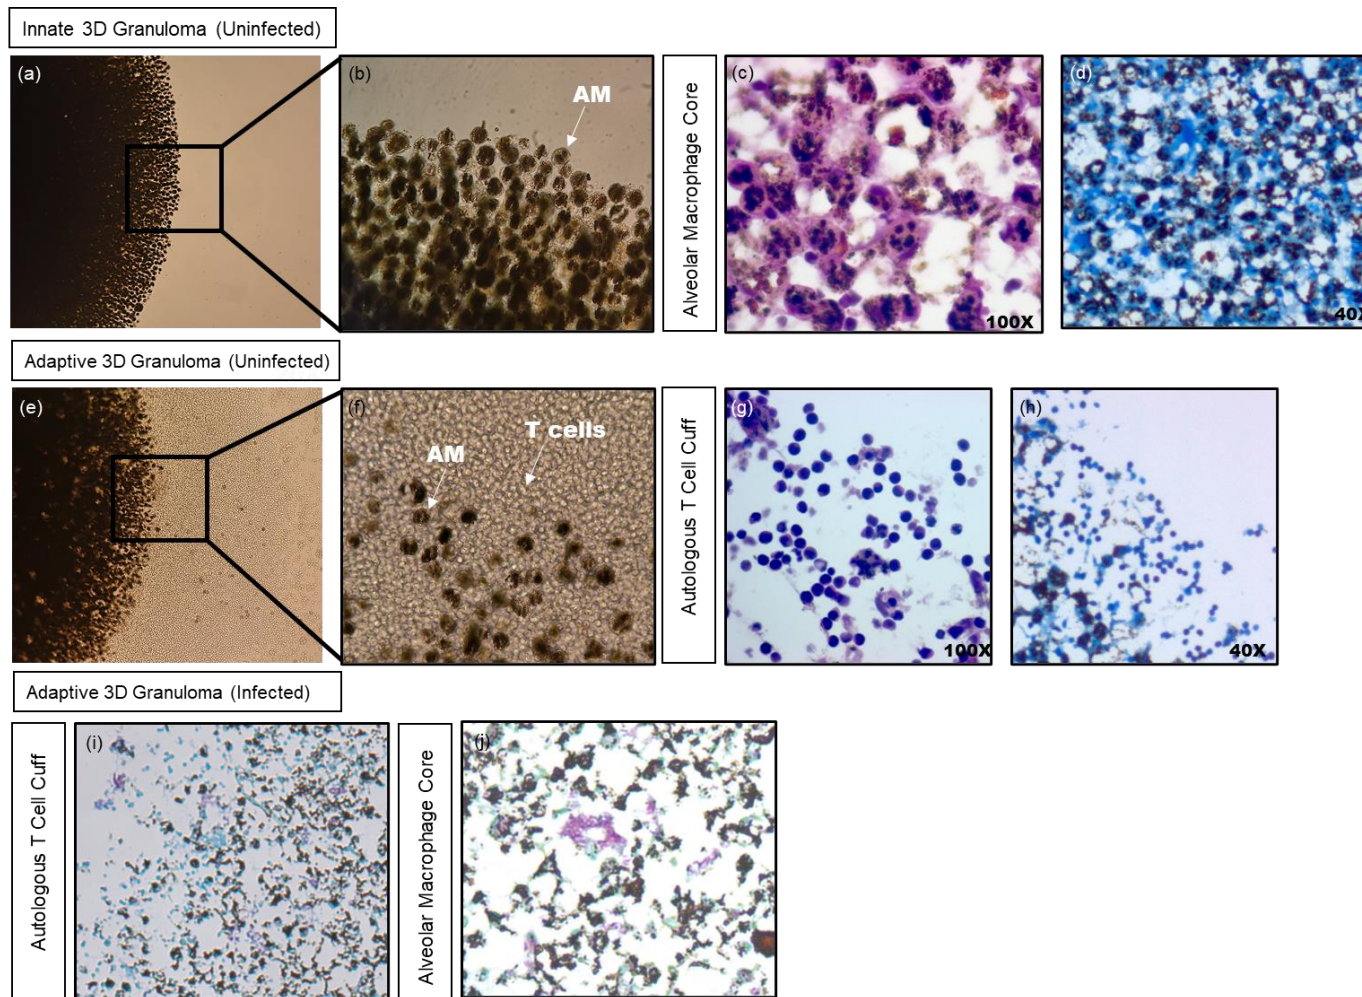 Innate 3D Granuloma (Uninfected)
(a)
(b)
AM
Alveolar Macrophage Core
(c)
100X
(d)
40X
Adaptive 3D Granuloma (Uninfected)
(e)
(f)
AM
T cells
Autologous T Cell Cuff
(g)
100X
(h)
40X
Adaptive 3D Granuloma (Infected)
Autologous T Cell Cuff
(i)
Alveolar Macrophage Core
(j)